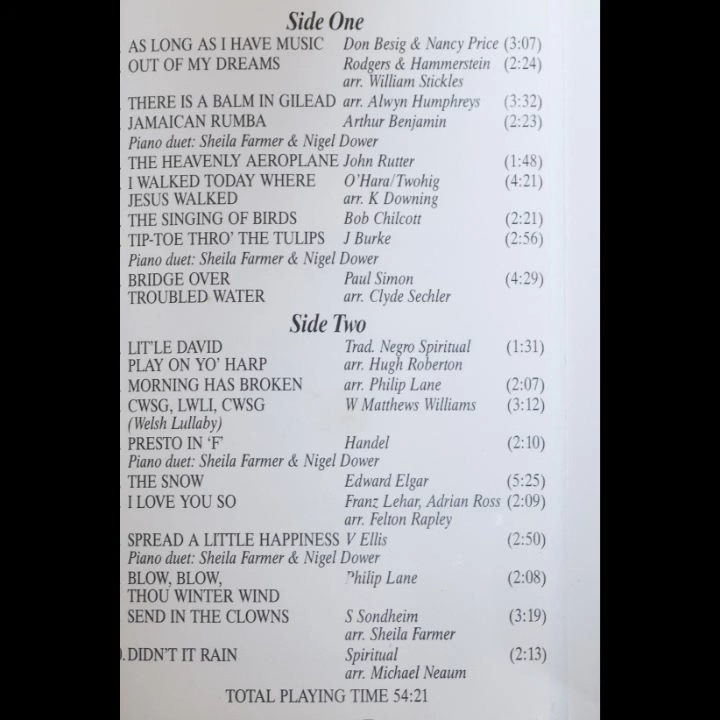 Side One
AS LONG AS I HAVE MUSIC Don Besig & Nancy Price (3:07)
OUT OF MY DREAMS Rodgers & Hammerstein (2:24)
arr. William Stickles
THERE IS A BALM IN GILEAD arr. Alwyn Humphreys (3:32)
JAMAICAN RUMBA Arthur Benjamin (2:23)
Piano duet: Sheila Farmer & Nigel Dower
THE HEAVENLY AEROPLANE John Rutter (1:48)
I WALKED TODAY WHERE O'Hara/Twohig (4:21)
JESUS WALKED arr. K Downing
THE SINGING OF BIRDS Bob Chilcott (2:21)
TIP-TOE THRO' THE TULIPS J Burke (2:56)
Piano duet: Sheila Farmer & Nigel Dower
BRIDGE OVER Paul Simon (4:29)
TROUBLED WATER arr. Clyde Sechler
Side Two
LIT'LE DAVID Trad. Negro Spiritual (1:31)
PLAY ON YO' HARP arr. Hugh Roberton
MORNING HAS BROKEN arr. Philip Lane (2:07)
CWSG, LWLI, CWSG W Matthews Williams (3:12)
(Welsh Lullaby)
PRESTO IN 'F' Handel (2:10)
Piano duet: Sheila Farmer & Nigel Dower
THE SNOW Edward Elgar (5:25)
I LOVE YOU SO Franz Lehar, Adrian Ross (2:09)
arr. Felton Rapley
SPREAD A LITTLE HAPPINESS V Ellis (2:50)
Piano duet: Sheila Farmer & Nigel Dower
BLOW, BLOW, Philip Lane (2:08)
THOU WINTER WIND
SEND IN THE CLOWNS S Sondheim (3:19)
arr. Sheila Farmer
DIDN'T IT RAIN Spiritual (2:13)
arr. Michael Neaum
TOTAL PLAYING TIME 54:21